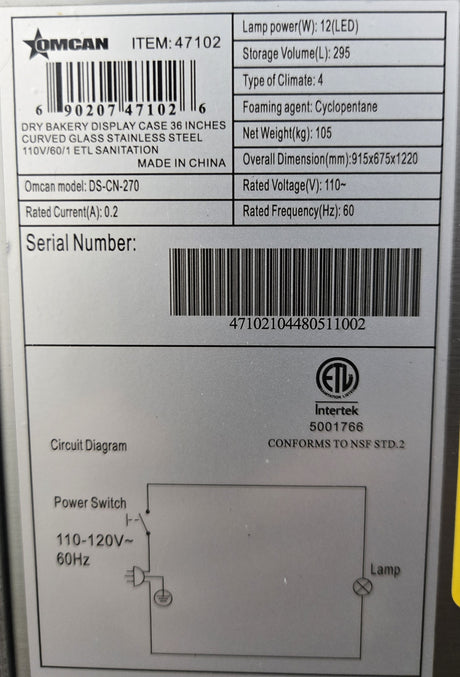 OMCAN ITEM: 47102
6 90207 47102 6
DRY BAKERY DISPLAY CASE 36 INCHES
CURVED GLASS STAINLESS STEEL
110V/60/1 ETL SANITATION
MADE IN CHINA
Omcan model: DS-CN-270
Rated Current(A): 0.2
Lamp power(W): 12(LED)
Storage Volume(L): 295
Type of Climate: 4
Foaming agent: Cyclopentane
Net Weight(kg): 105
Overall Dimension(mm):915x675x1220
Rated Voltage(V): 110~
Rated Frequency(Hz): 60
Serial Number:
47102104480511002
ETL
Intertek
5001766
CONFORMS TO NSF STD.2
Circuit Diagram
Power Switch
110-120V~
60Hz
Lamp